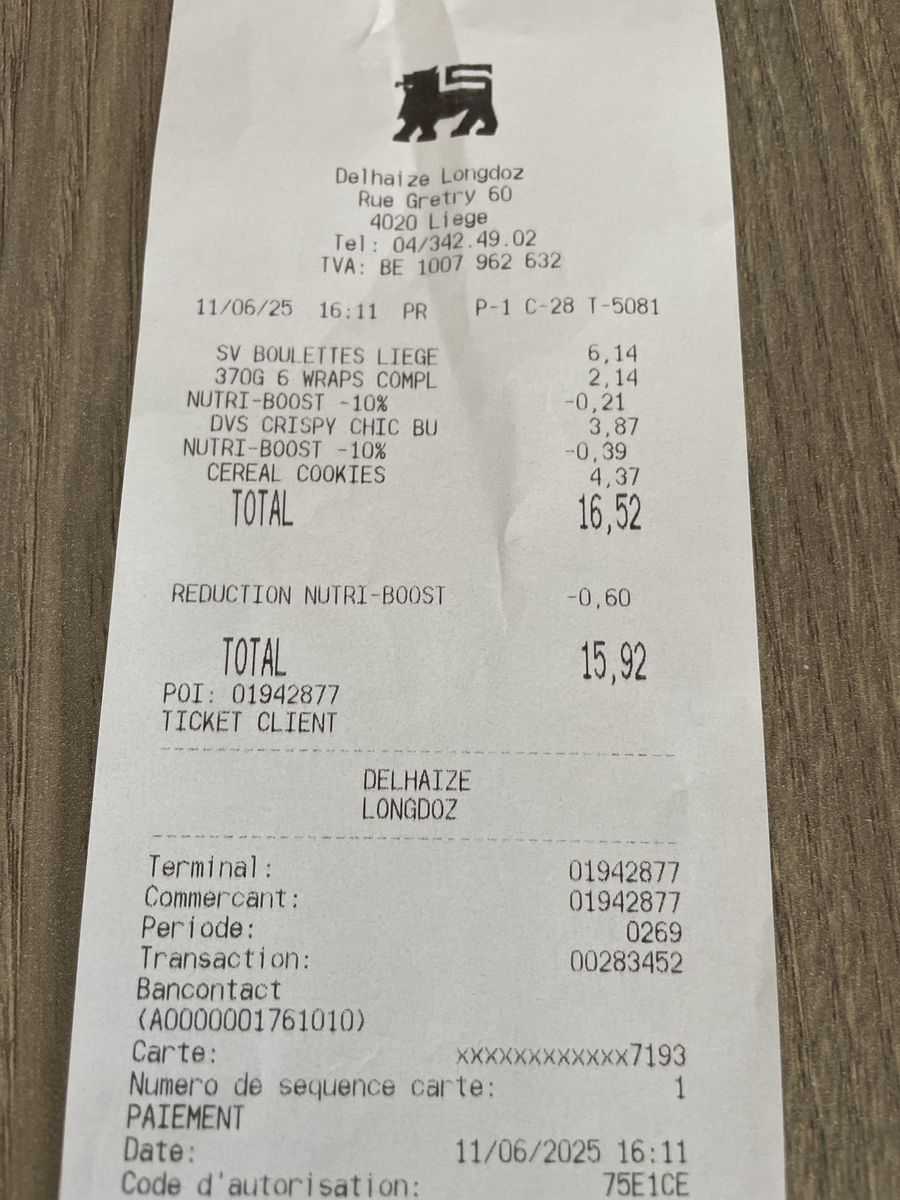 Delhaize Longdoz
Rue Gretry 60
4020 Liege
Tel: 04/342.49.02
TVA: BE 1007 962 632
11/06/25 16:11 PR P-1 C-28 T-5081
SV BOULETTES LIEGE 6,14
370G 6 WRAPS COMPL 2,14
NUTRI-BOOST -10% -0,21
DVS CRISPY CHIC BU 3,87
NUTRI-BOOST -10% -0,39
CEREAL COOKIES 4,37
TOTAL 16,52
REDUCTION NUTRI-BOOST -0,60
TOTAL 15,92
POI: 01942877
TICKET CLIENT
DELHAIZE
LONGDOZ
Terminal: 01942877
Commercant: 01942877
Periode: 0269
Transaction: 00283452
Bancontact
(A0000001761010)
Carte: xxxxxxxxxxxx7193
Numero de sequence carte: 1
PAIEMENT
Date: 11/06/2025 16:11
Code d'autorisation: 75E1CE